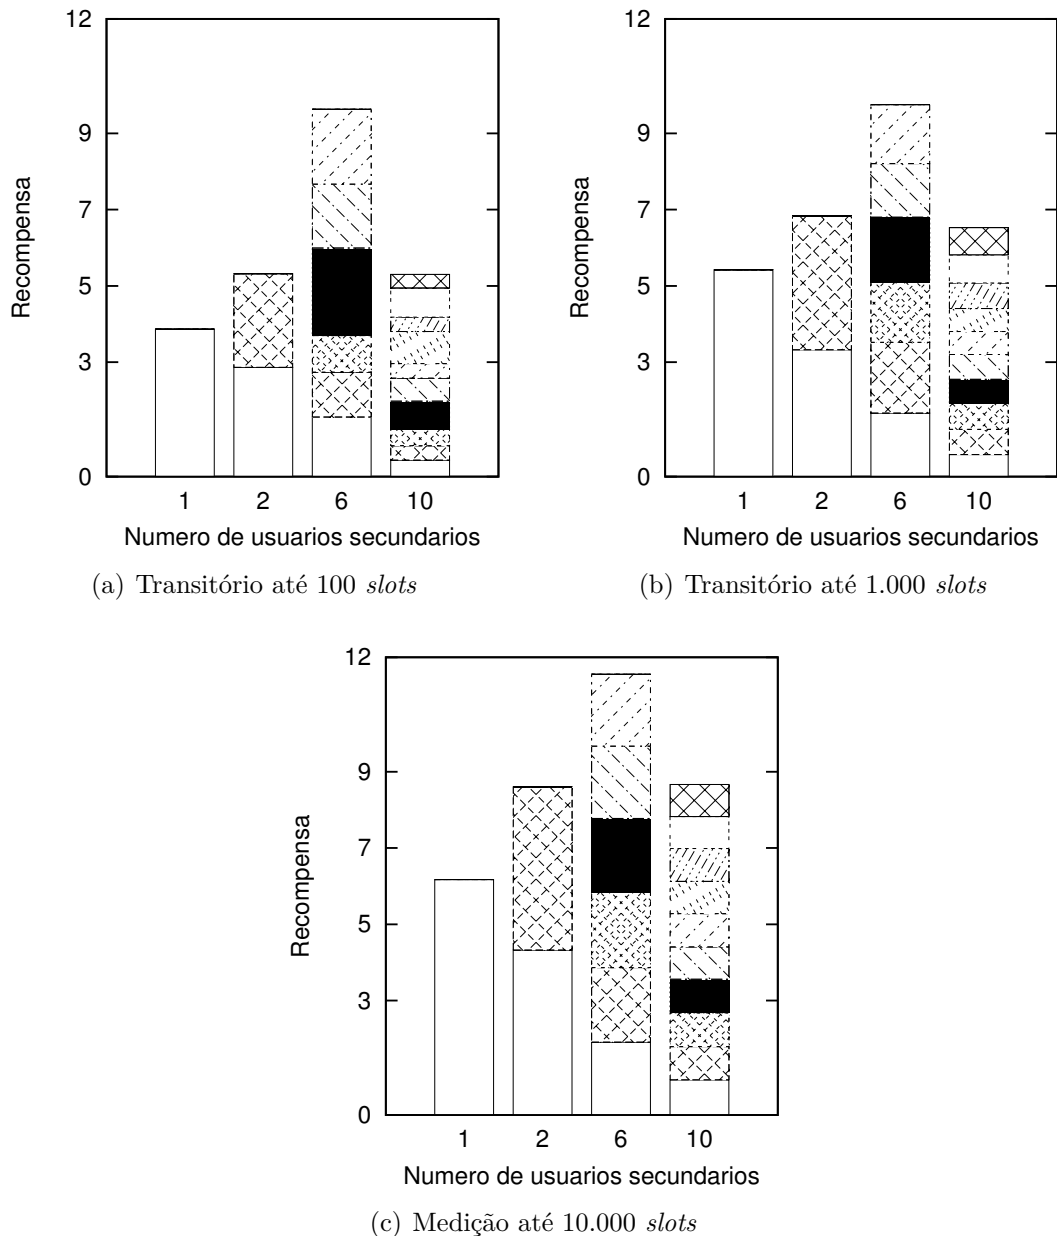 12
9
7
5
3
0
Recompensa
1 2 6 10
Numero de usuarios secundarios
(a) Transitório até 100 slots
12
9
7
5
3
0
Recompensa
1 2 6 10
Numero de usuarios secundarios
(b) Transitório até 1.000 slots
12
9
7
5
3
0
Recompensa
1 2 6 10
Numero de usuarios secundarios
(c) Medição até 10.000 slots